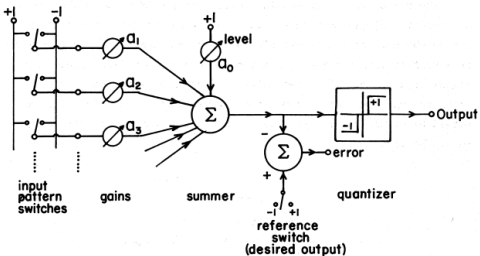 +1 -1 +1
a1 level
a0
a2
a3
Σ
+1
-1
Output
-
Σ error
+
-1 +1
input
pattern
switches
gains
summer
quantizer
reference
switch
(desired output)